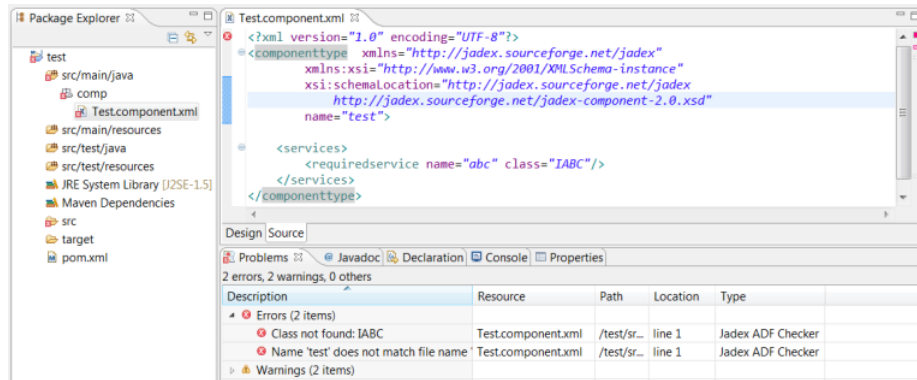 Package Explorer
test
src/main/java
comp
Test.component.xml
src/main/resources
src/test/java
src/test/resources
JRE System Library [J2SE-1.5]
Maven Dependencies
src
target
pom.xml
Test.component.xml
<?xml version="1.0" encoding="UTF-8"?>
<componenttype xmlns="http://jadex.sourceforge.net/jadex"
xmlns:xsi="http://www.w3.org/2001/XMLSchema-instance"
xsi:schemaLocation="http://jadex.sourceforge.net/jadex
http://jadex.sourceforge.net/jadex-component-2.0.xsd"
name="test">
<services>
<requiredservice name="abc" class="IABC"/>
</services>
</componenttype>
Design Source
Problems @ Javadoc Declaration Console Properties
2 errors, 2 warnings, 0 others
Description Resource Path Location Type
Errors (2 items)
Class not found: IABC Test.component.xml /test/sr... line 1 Jadex ADF Checker
Name 'test' does not match file name ' Test.component.xml /test/sr... line 1 Jadex ADF Checker
Warnings (2 items)